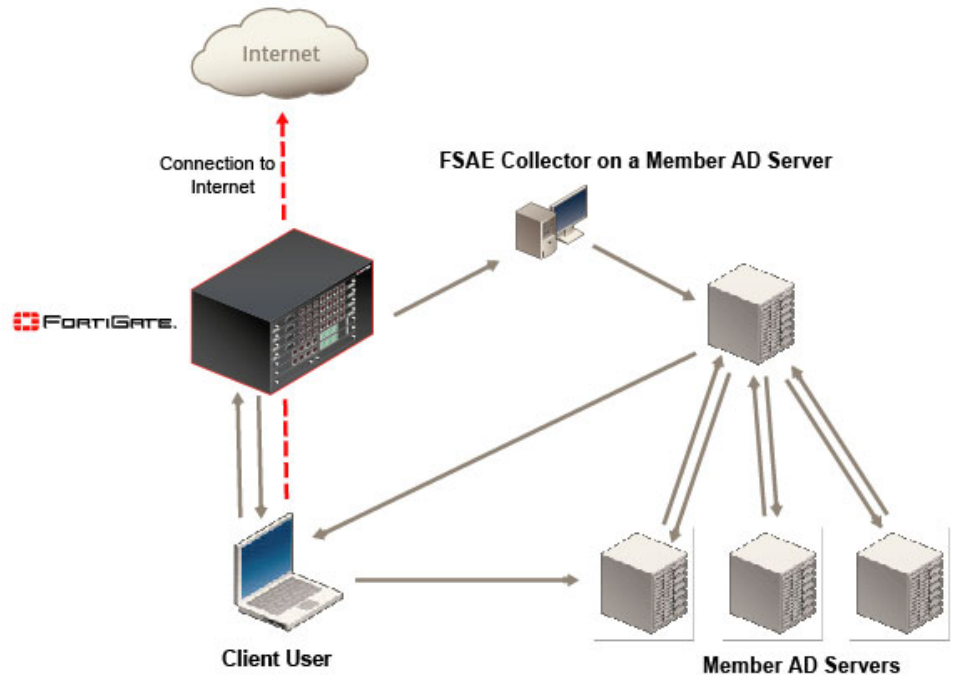 Internet
Connection to
Internet
FSAE Collector on a Member AD Server
FORTIGATE.
Client User
Member AD Servers